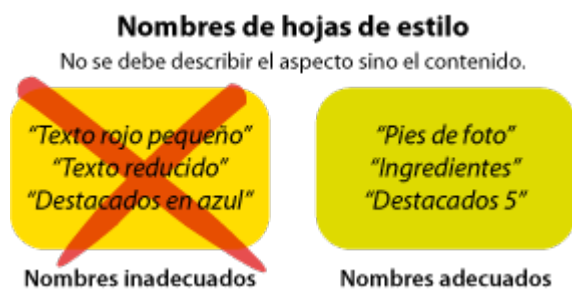 Nombres de hojas de estilo
No se debe describir el aspecto sino el contenido.
“Texto rojo pequeño”
“Texto reducido”
“Destacados en azul”
“Pies de foto”
“Ingredientes”
“Destacados 5”
Nombres inadecuados
Nombres adecuados